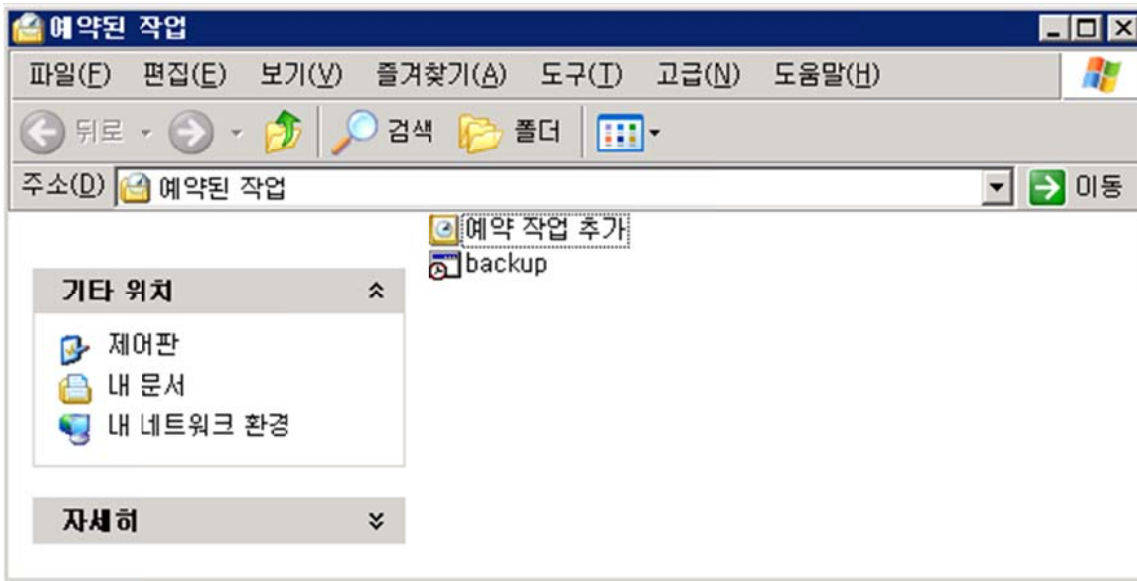 예약된 작업
파일(F) 편집(E) 보기(V) 즐겨찾기(A) 도구(T) 고급(N) 도움말(H)
뒤로 검색 폴더
주소(D) 예약된 작업 이동
예약 작업 추가
backup
기타 위치
제어판
내 문서
내 네트워크 환경
자세히